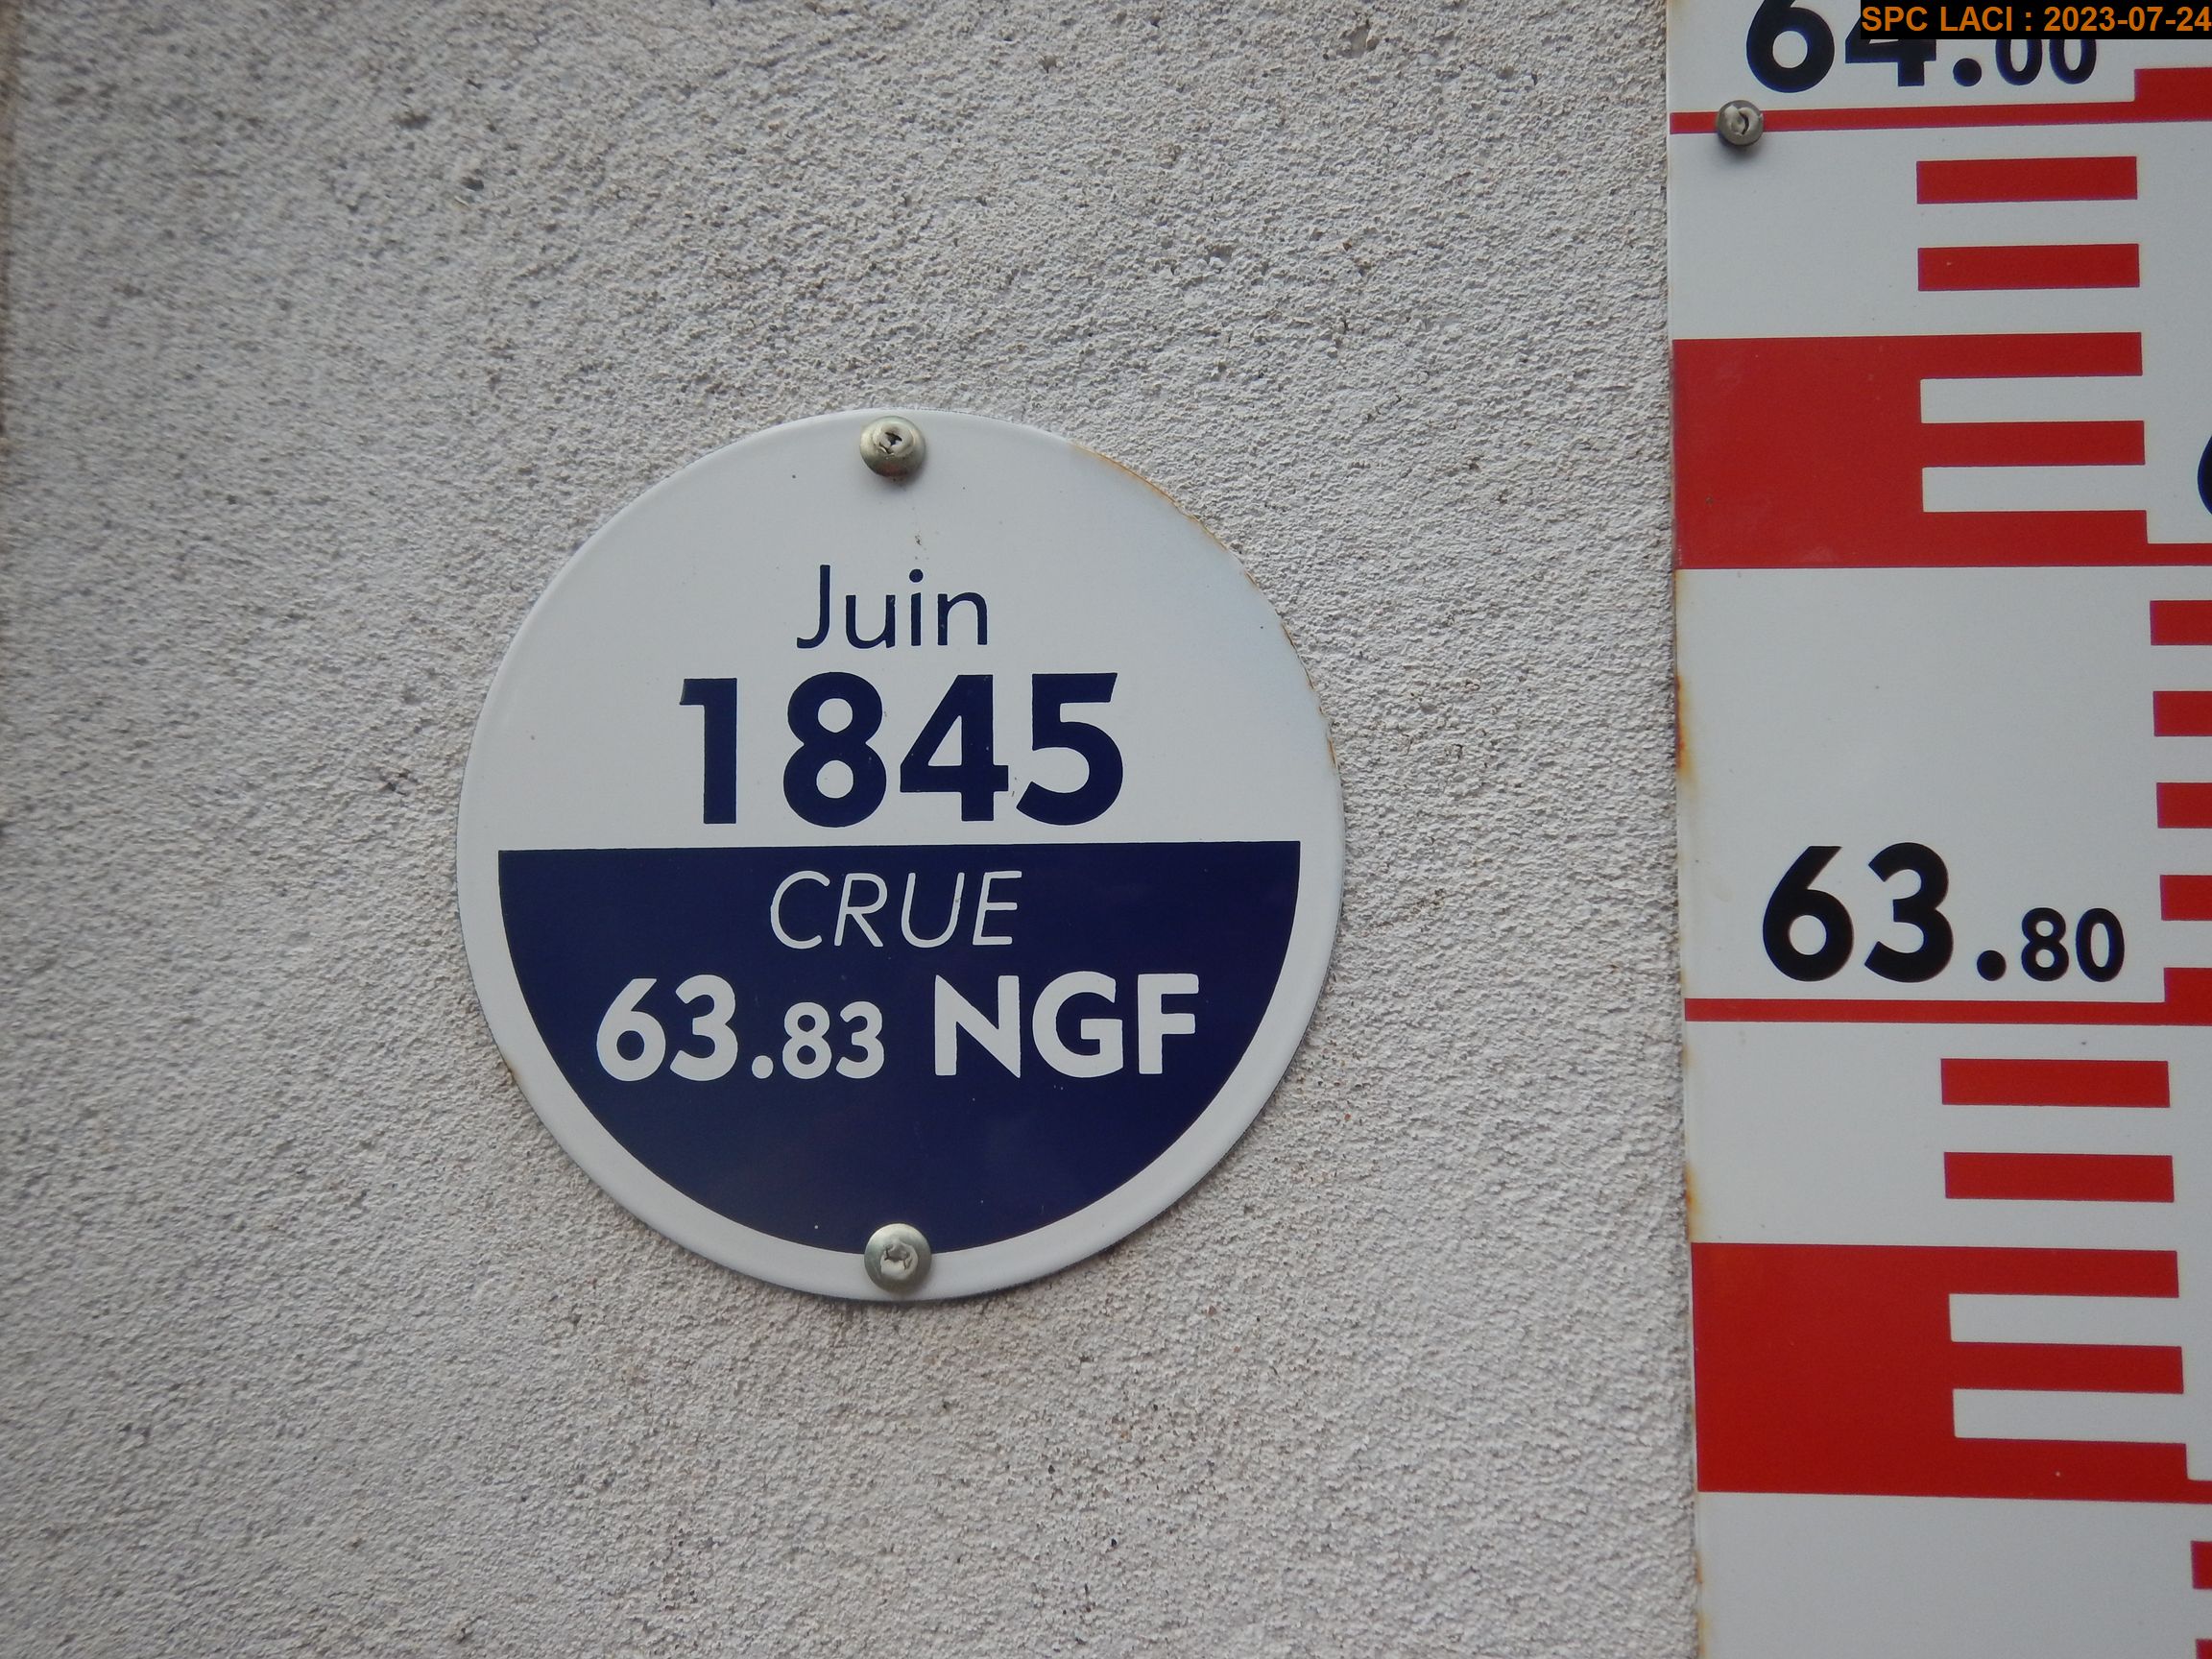 SPC LACI : 2023-07-24
64.00
Juin
1845
CRUE
63.83 NGF
63.80